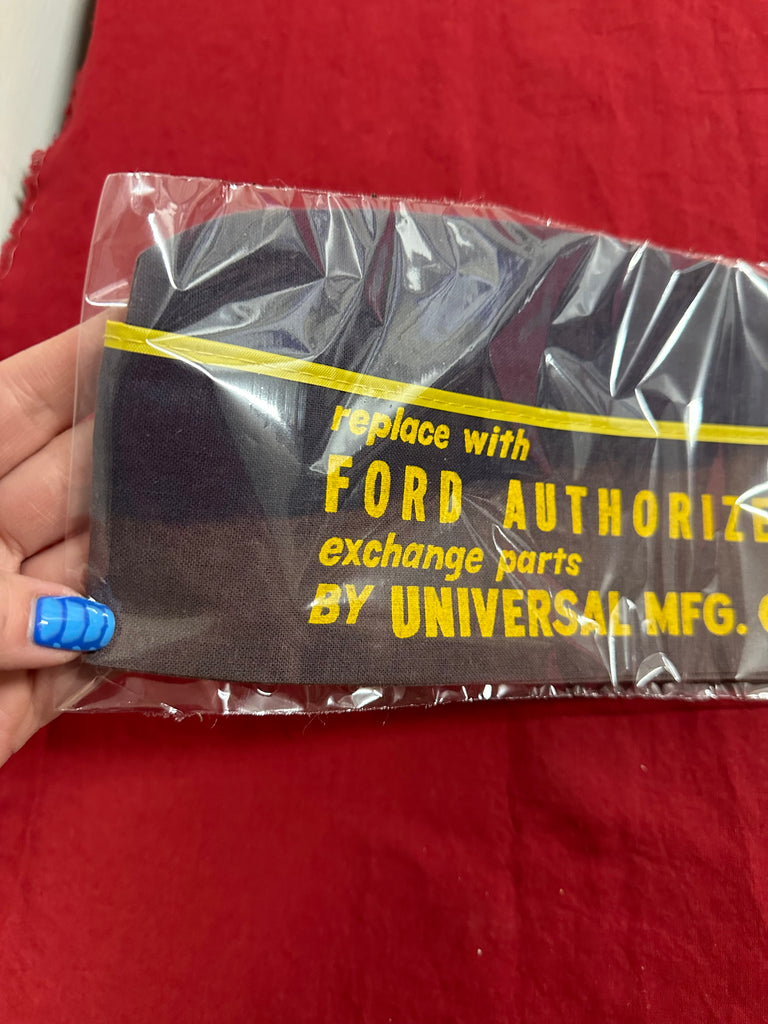 replace with
FORD AUTHORIZE
exchange parts
BY UNIVERSAL MFG.